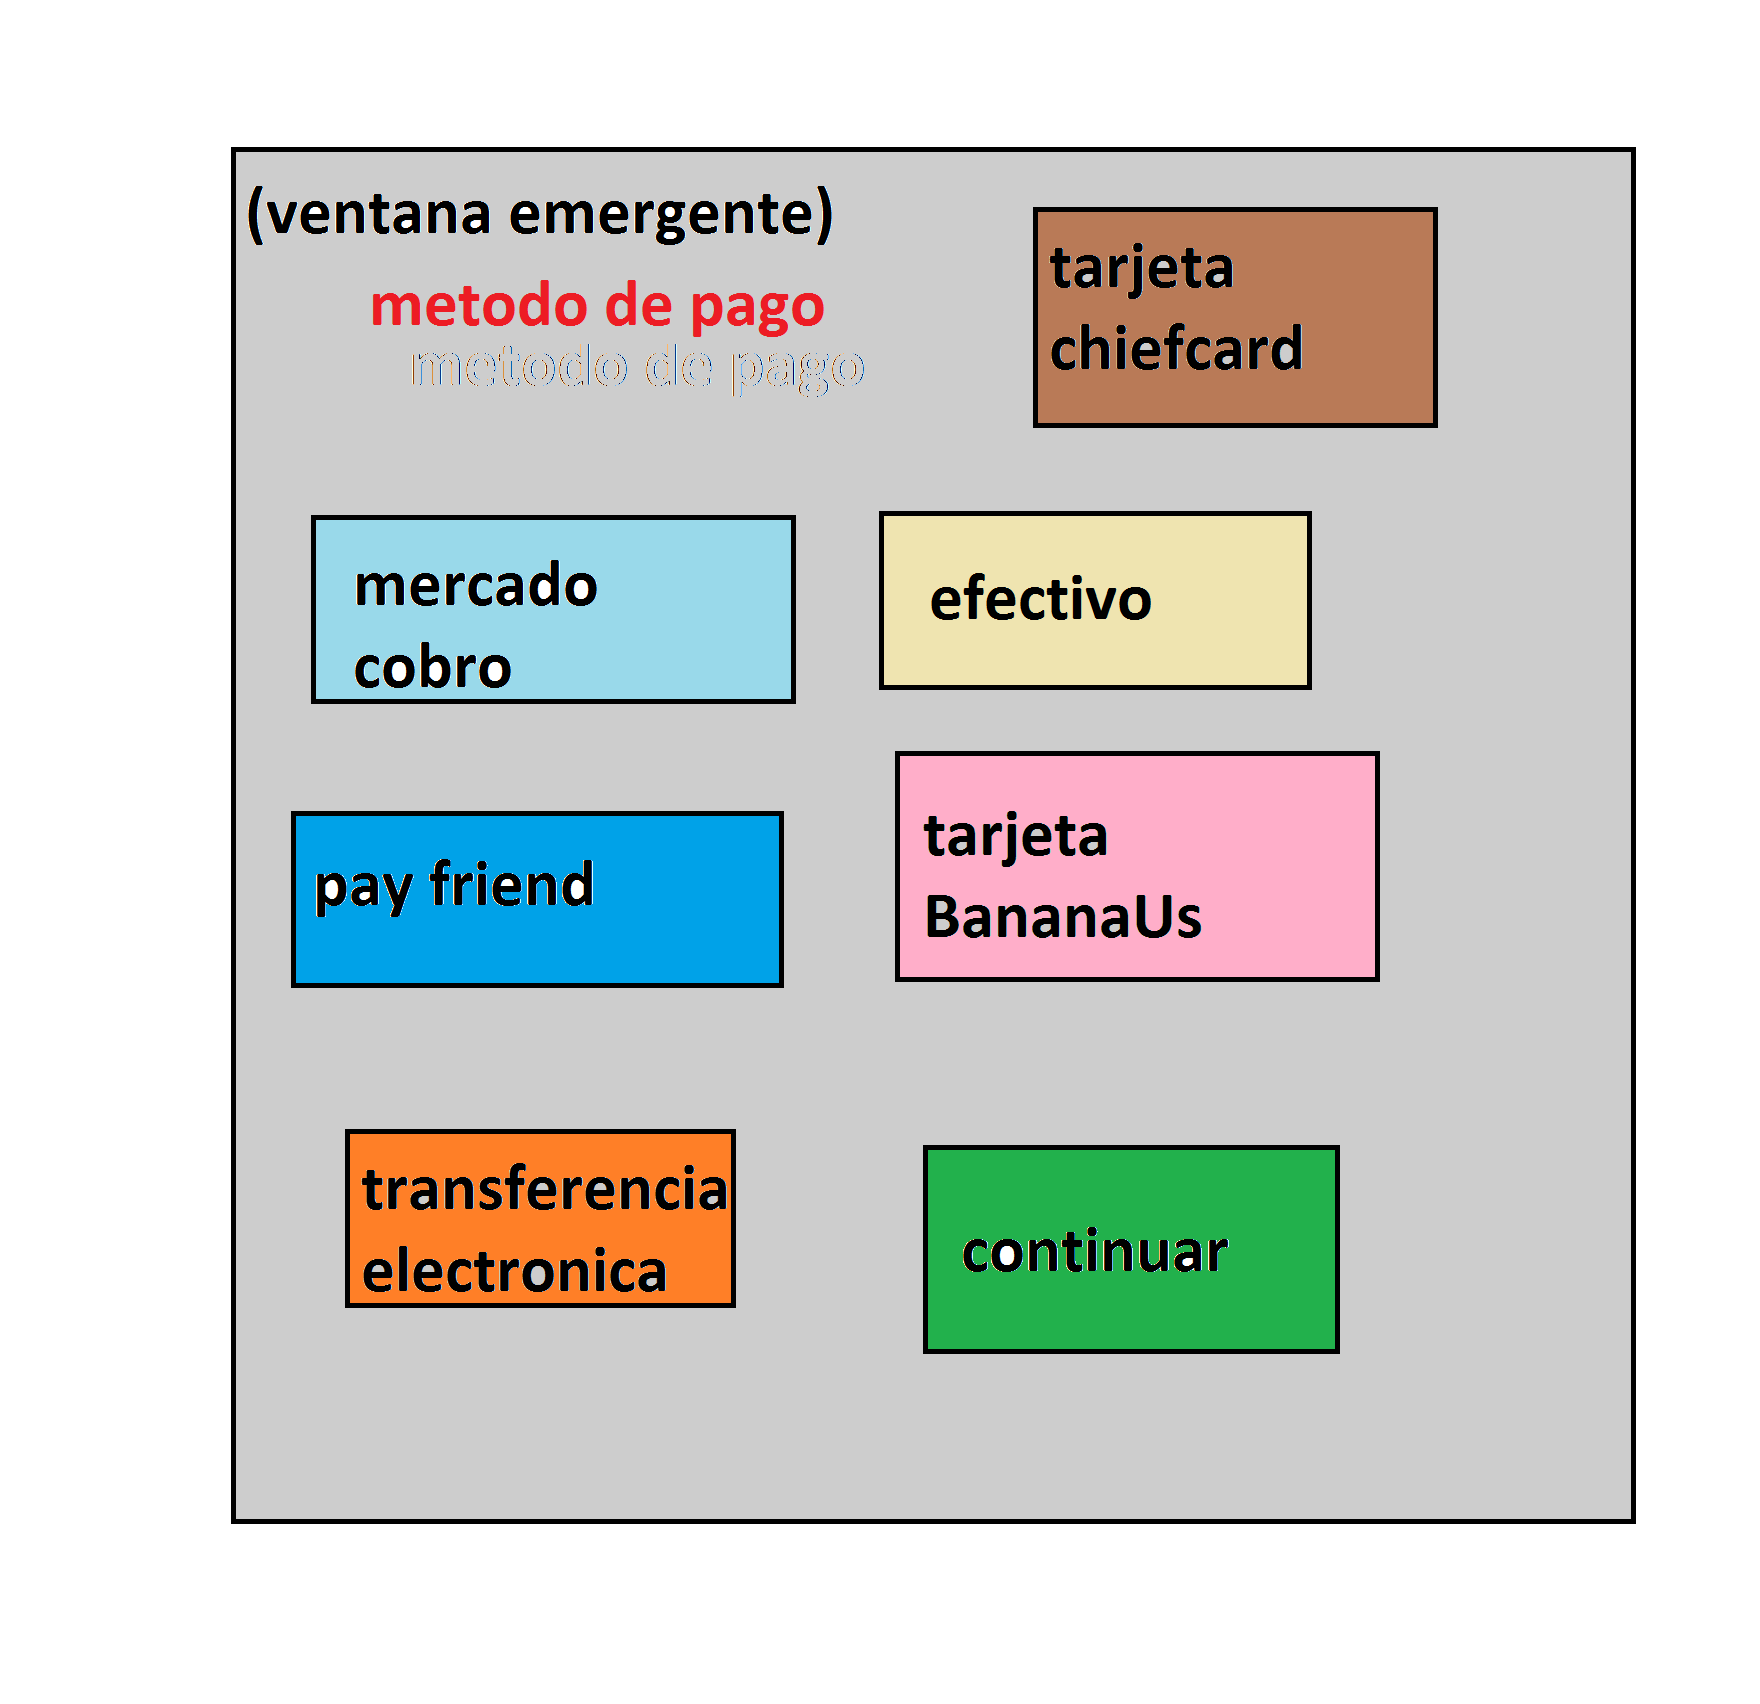 (ventana emergente)
metodo de pago
metodo de pago
tarjeta
chiefcard
mercado
cobro
efectivo
pay friend
tarjeta
BananaUs
transferencia
electronica
continuar